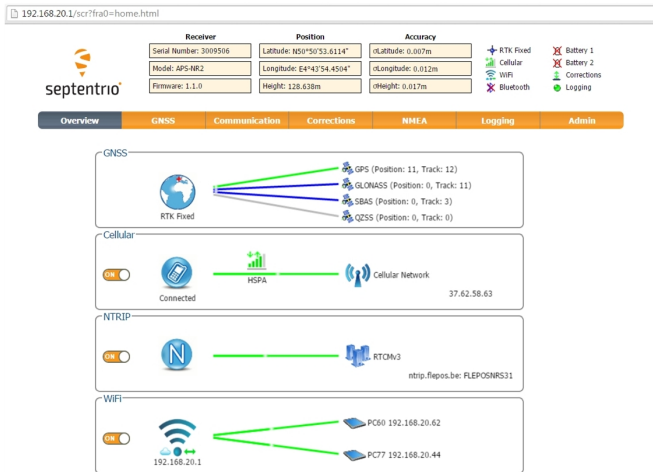 192.168.20.1/scr?fra0=home.html
septentrio
Receiver
Serial Number: 3009506
Model: APS-NR2
Firmware: 1.1.0
Position
Latitude: N50°50'53.6114"
Longitude: E4°43'54.4504"
Height: 128.638m
Accuracy
σLatitude: 0.007m
σLongitude: 0.012m
σHeight: 0.017m
RTK Fixed
Cellular
WiFi
Bluetooth
Battery 1
Battery 2
Corrections
Logging
Overview GNSS Communication Corrections NMEA Logging Admin
GNSS
RTK Fixed
GPS (Position: 11, Track: 12)
GLONASS (Position: 0, Track: 11)
SBAS (Position: 0, Track: 3)
QZSS (Position: 0, Track: 0)
Cellular
ON
Connected
HSPA
Cellular Network
37.62.58.63
NTRIP
ON
N
RTCMv3
ntrip.flepos.be: FLEPOSNRS31
WiFi
ON
192.168.20.1
PC60 192.168.20.62
PC77 192.168.20.44